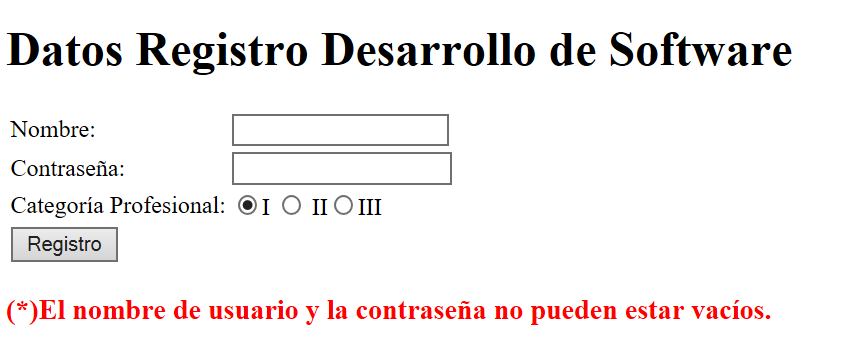 Datos Registro Desarrollo de Software
Nombre:
Contraseña:
Categoría Profesional: I II III
Registro
(*)El nombre de usuario y la contraseña no pueden estar vacíos.